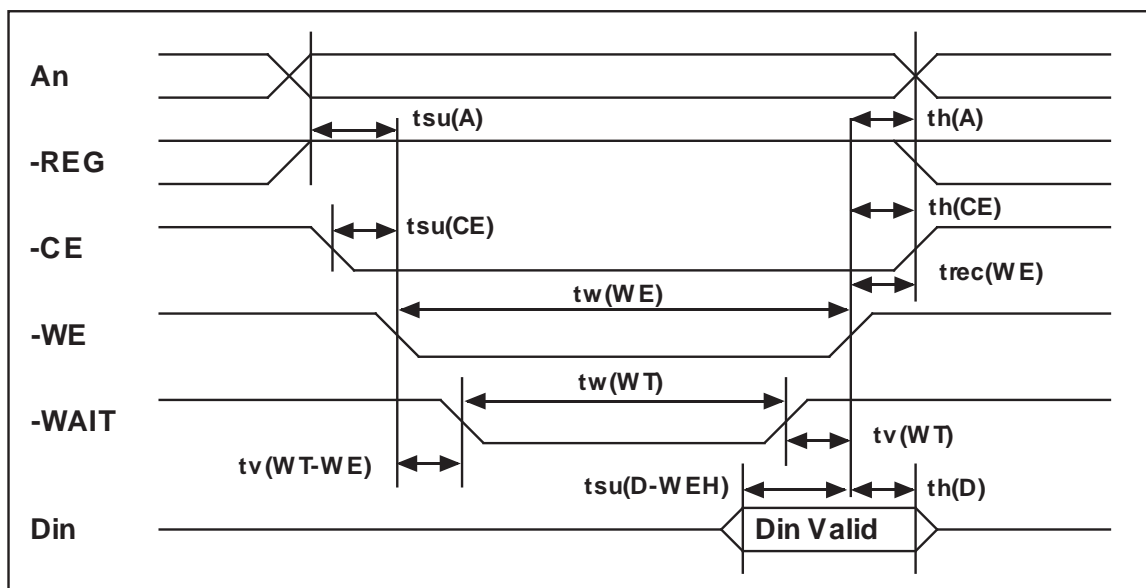 An
tsu(A)
th(A)
-REG
th(CE)
tsu(CE)
-CE
trec(WE)
tw(WE)
-WE
tw(WT)
-WAIT
tv(WT)
tv(WT-WE)
tsu(D-WEH)
th(D)
Din
Din Valid